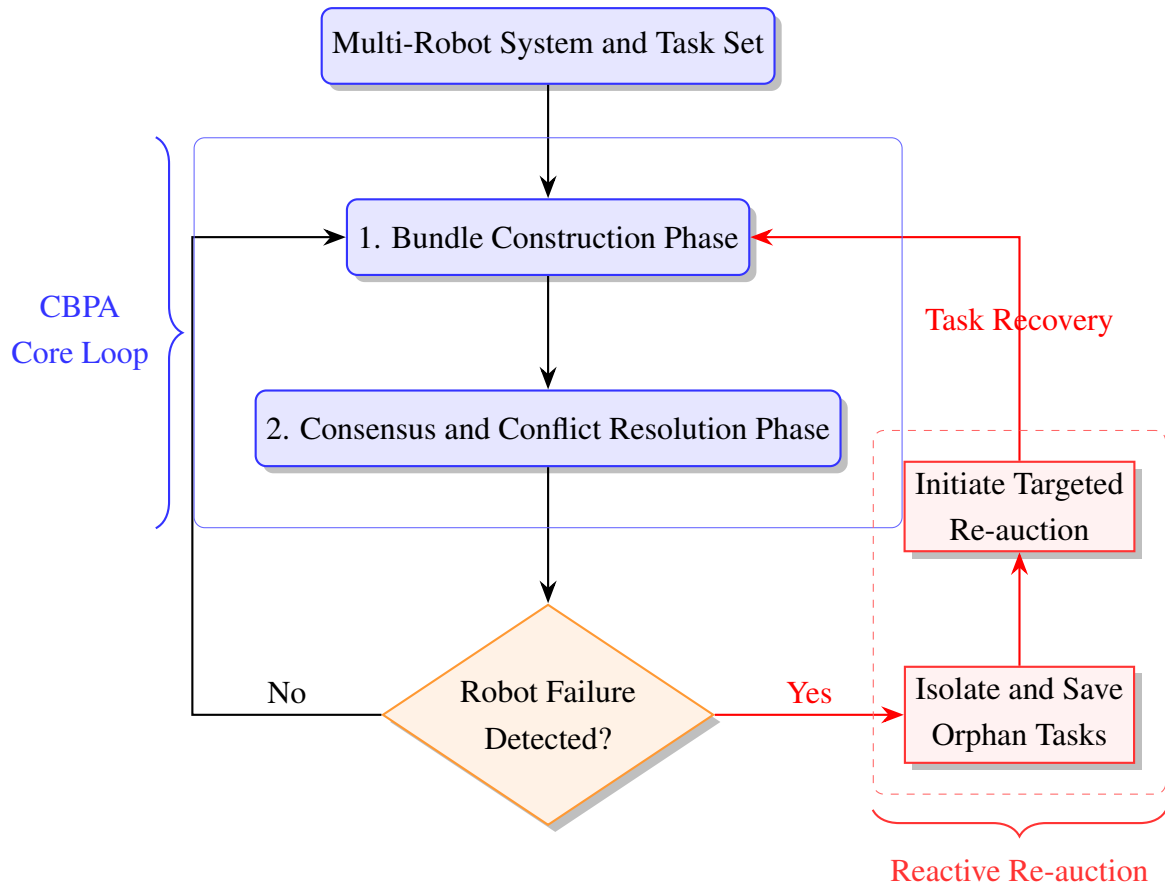 Multi-Robot System and Task Set
1. Bundle Construction Phase
CBPA
Core Loop
Task Recovery
2. Consensus and Conflict Resolution Phase
Initiate Targeted
Re-auction
No
Robot Failure
Detected?
Yes
Isolate and Save
Orphan Tasks
Reactive Re-auction